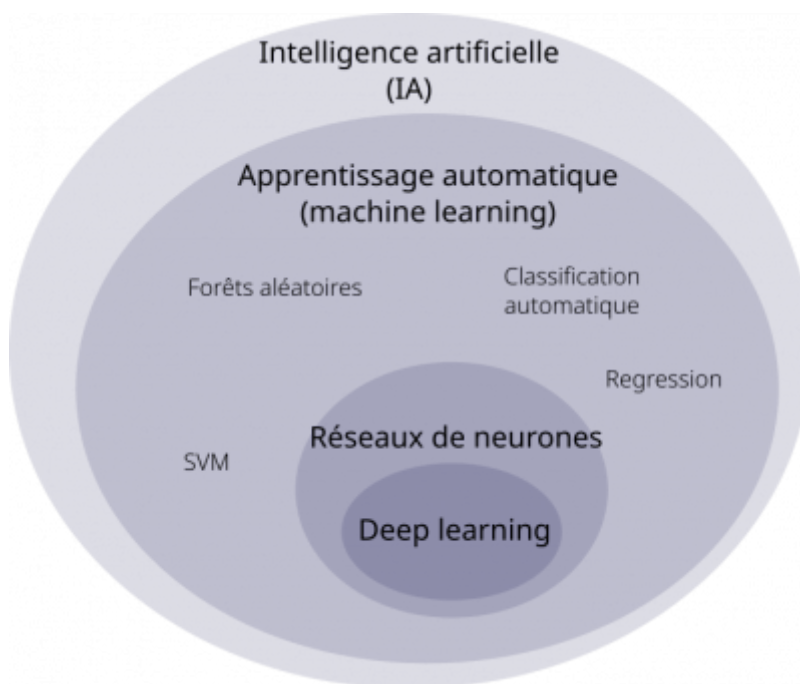 Intelligence artificielle
(IA)
Apprentissage automatique
(machine learning)
Forêts aléatoires
Classification
automatique
Regression
Réseaux de neurones
SVM
Deep learning